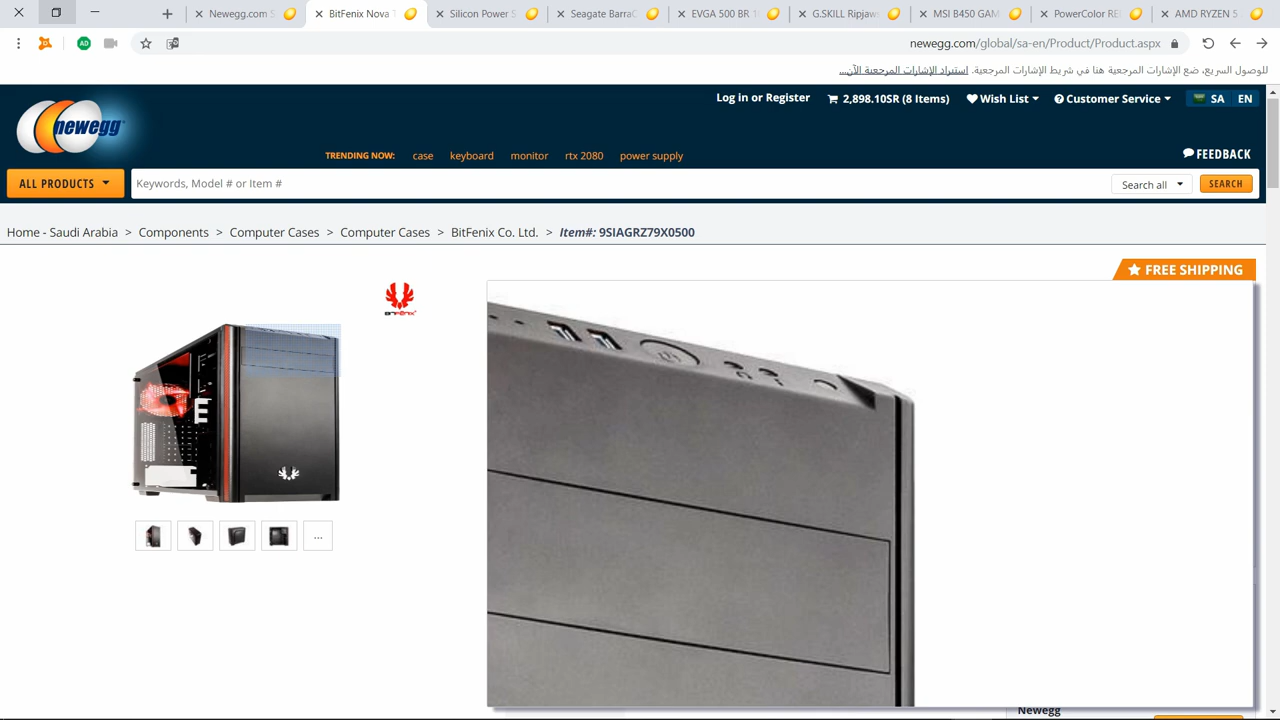 Newegg.com S
BitFenix Nova T
Silicon Power S
Seagate BarraC
EVGA 500 BR 1
G.SKILL Ripjaw
MSI B450 GAM
PowerColor RE
AMD RYZEN 5
newegg.com/global/sa-en/Product/Product.aspx
AD
للوصول السريع، ضع الإشارات المرجعية هنا في شريط الإشارات المرجعية. استيراد الإشارات المرجعية الآن...
newegg
Log in or Register
2,898.10SR (8 Items)
Wish List
Customer Service
SA
EN
TRENDING NOW:
case
keyboard
monitor
rtx 2080
power supply
FEEDBACK
ALL PRODUCTS
Keywords, Model # or Item #
Search all
SEARCH
Home - Saudi Arabia > Components > Computer Cases > Computer Cases > BitFenix Co. Ltd. > Item#: 9SIAGRZ79X0500
FREE SHIPPING
BITFENIX
...
Newegg